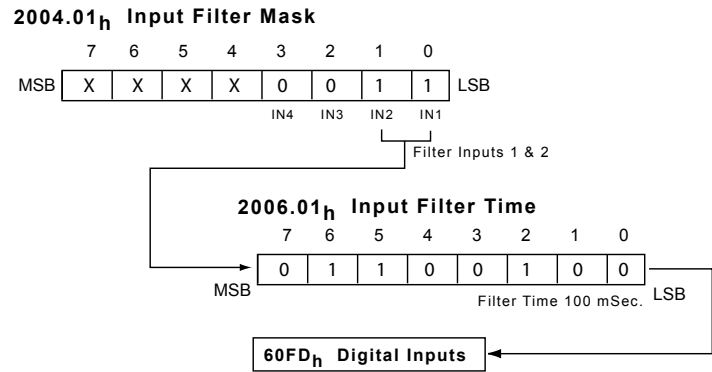 2004.01h Input Filter Mask
7 6 5 4 3 2 1 0
MSB X X X X 0 0 1 1 LSB
IN4 IN3 IN2 IN1
Filter Inputs 1 & 2
2006.01h Input Filter Time
7 6 5 4 3 2 1 0
0 1 1 0 0 1 0 0
MSB Filter Time 100 mSec. LSB
60FDh Digital Inputs